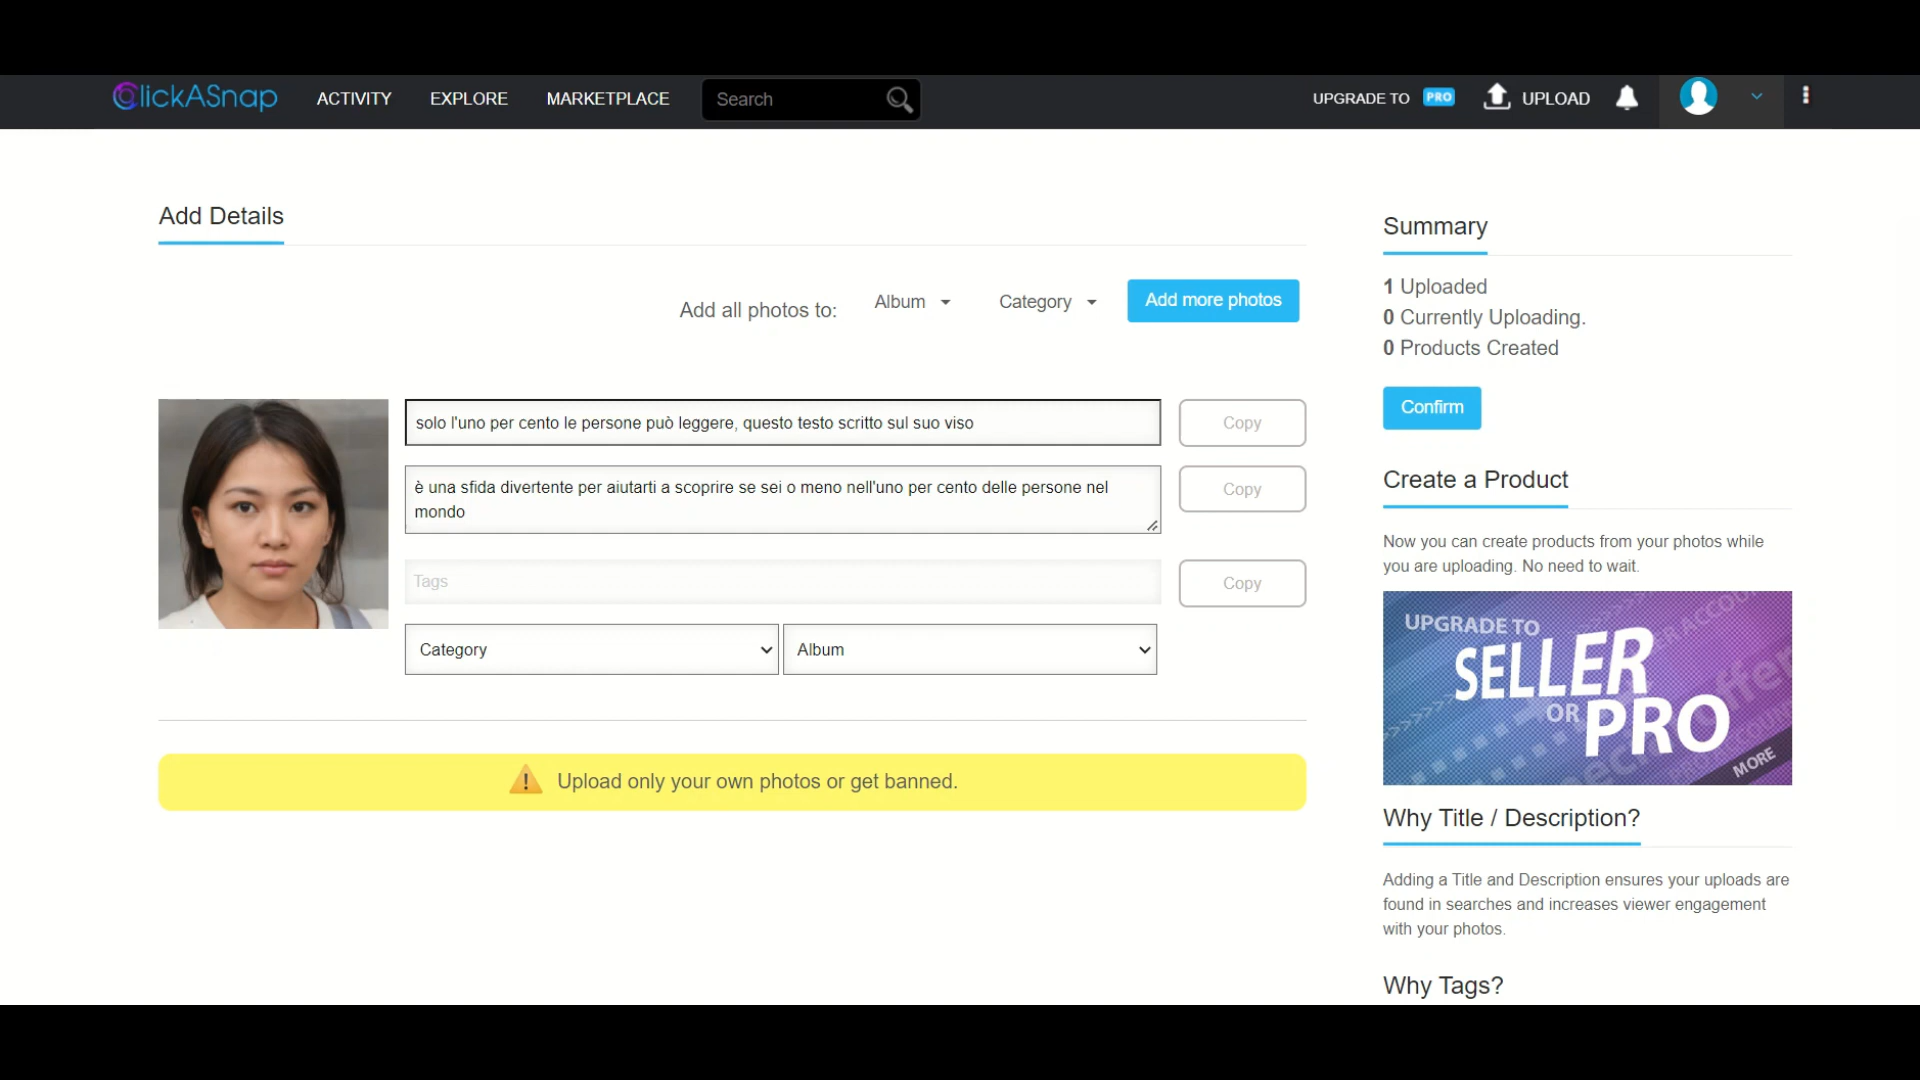 ClickASnap ACTIVITY EXPLORE MARKETPLACE Search UPGRADE TO PRO UPLOAD
Add Details
Add all photos to: Album Category Add more photos
solo l'uno per cento le persone può leggere, questo testo scritto sul suo viso Copy
è una sfida divertente per aiutarti a scoprire se sei o meno nell'uno per cento delle persone nel
mondo
Copy
Tags Copy
Category Album
Upload only your own photos or get banned.
Summary
1 Uploaded
0 Currently Uploading.
0 Products Created
Confirm
Create a Product
Now you can create products from your photos while
you are uploading. No need to wait.
UPGRADE TO
SELLER
OR PRO
MORE
Why Title / Description?
Adding a Title and Description ensures your uploads are
found in searches and increases viewer engagement
with your photos.
Why Tags?